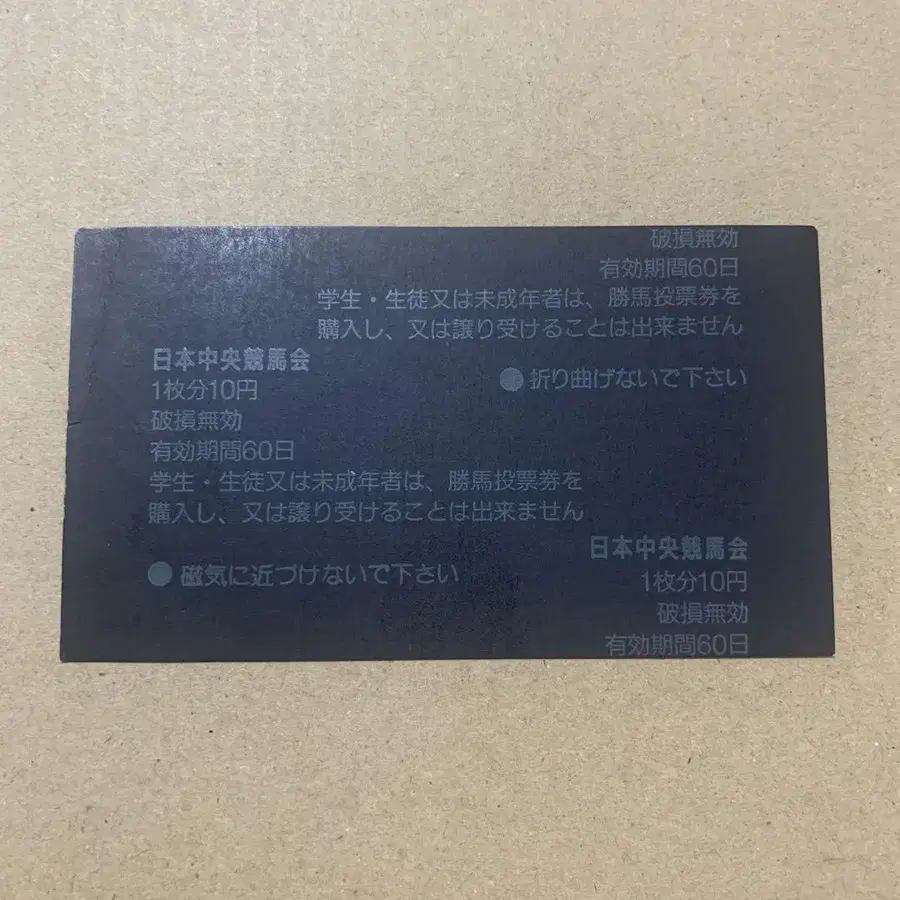 破損無効
有効期間60日
学生・生徒又は未成年者は、勝馬投票券を
購入し、又は譲り受けることは出来ません
日本中央競馬会
1枚分10円
●折り曲げないで下さい
破損無効
有効期間60日
学生・生徒又は未成年者は、勝馬投票券を
購入し、又は譲り受けることは出来ません
日本中央競馬会
●磁気に近づけないで下さい
1枚分10円
破損無効
有効期間60日